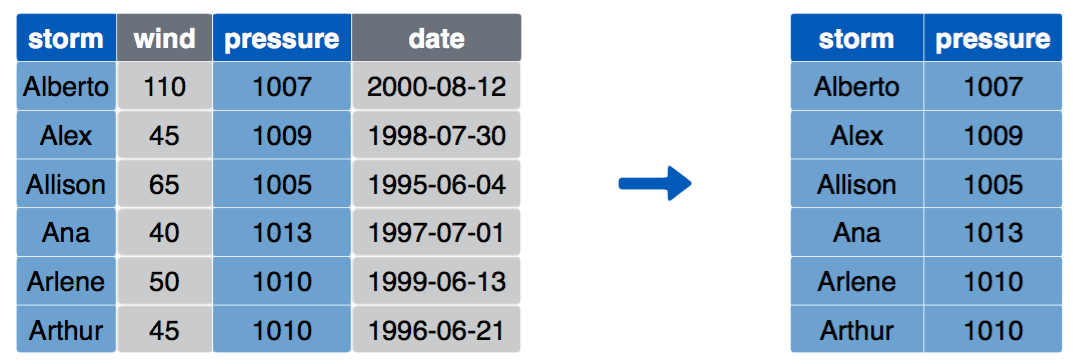 storm wind pressure date
Alberto 110 1007 2000-08-12
Alex 45 1009 1998-07-30
Allison 65 1005 1995-06-04
Ana 40 1013 1997-07-01
Arlene 50 1010 1999-06-13
Arthur 45 1010 1996-06-21
storm pressure
Alberto 1007
Alex 1009
Allison 1005
Ana 1013
Arlene 1010
Arthur 1010